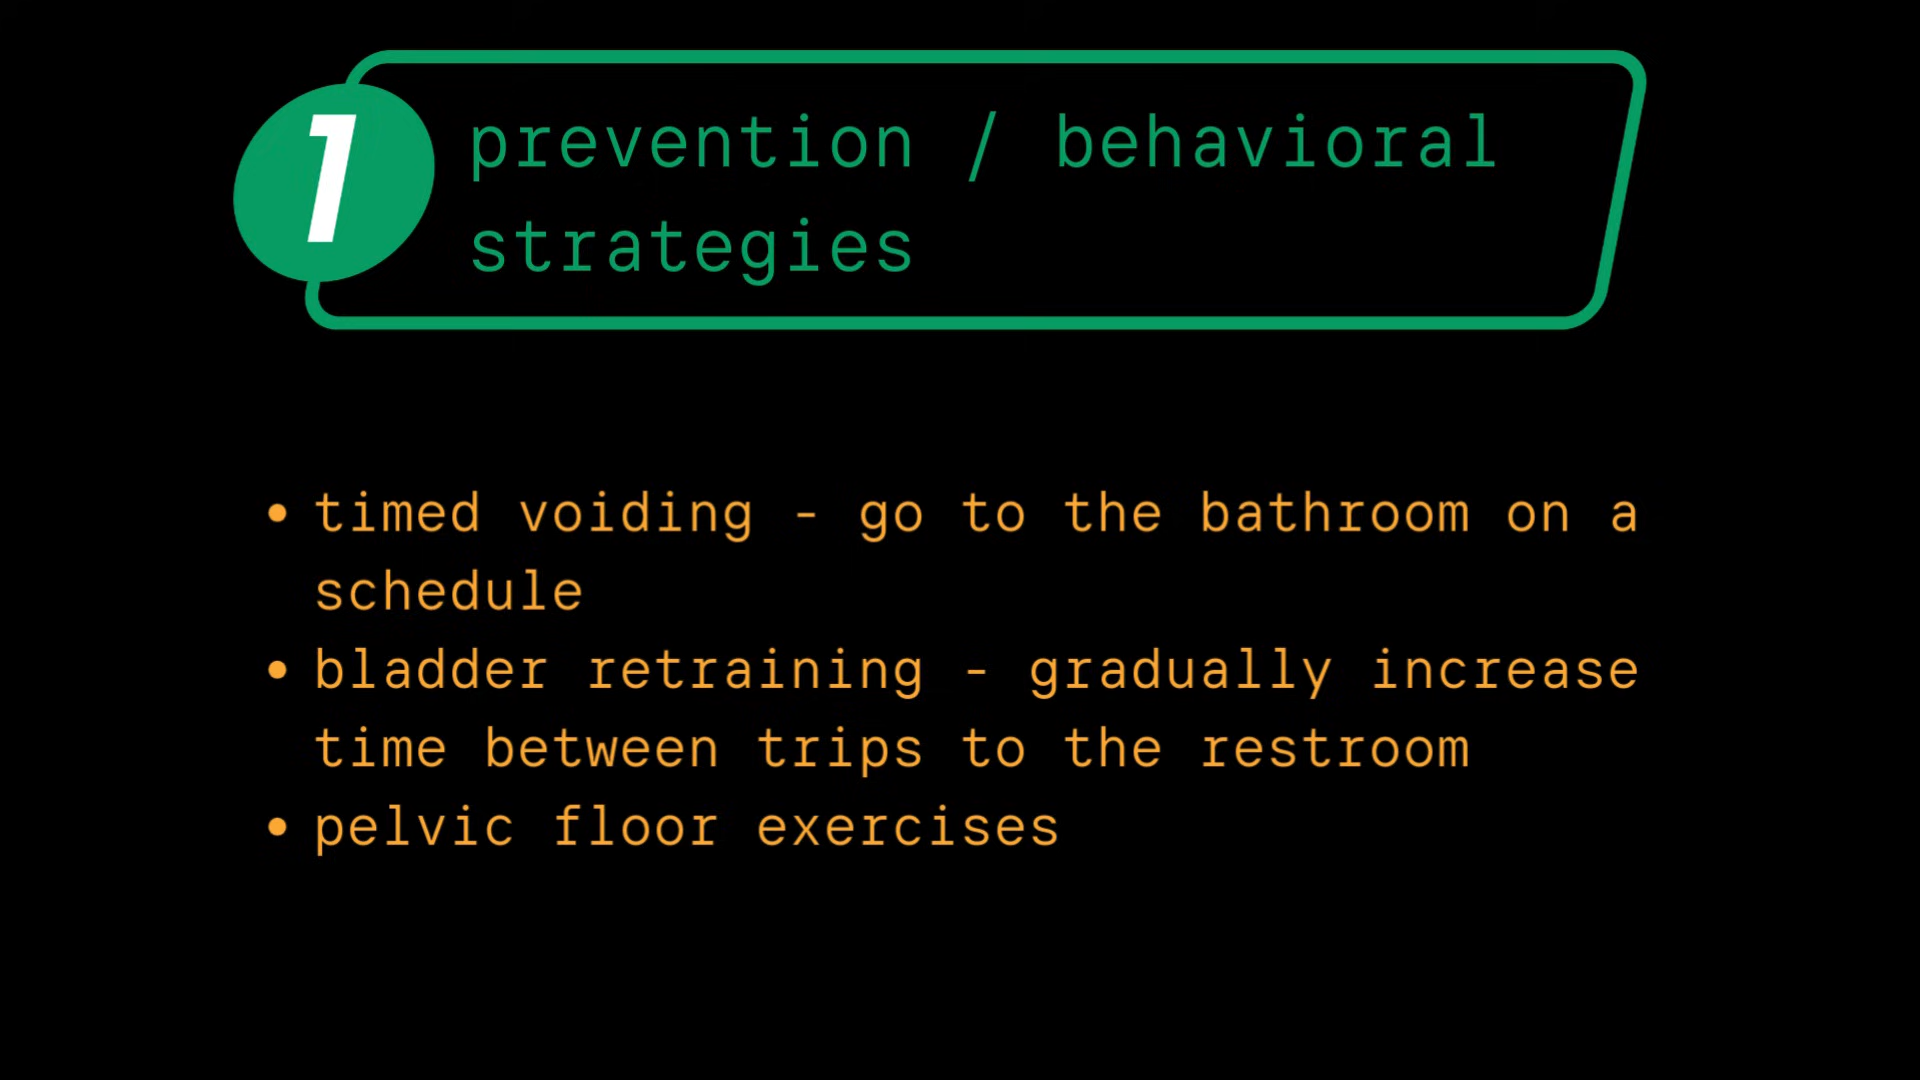 1
prevention / behavioral
strategies
• timed voiding - go to the bathroom on a
schedule
• bladder retraining - gradually increase
time between trips to the restroom
• pelvic floor exercises